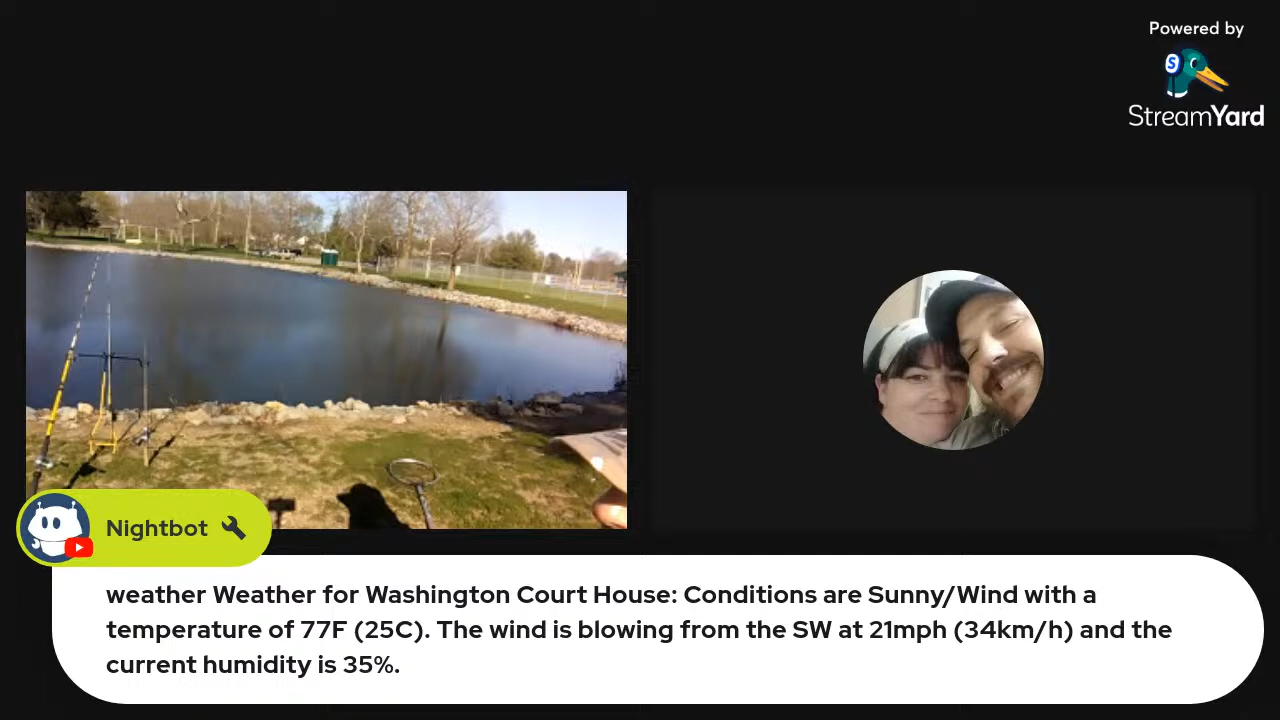 Powered by
S
StreamYard
Nightbot
weather Weather for Washington Court House: Conditions are Sunny/Wind with a
temperature of 77F (25C). The wind is blowing from the SW at 21mph (34km/h) and the
current humidity is 35%.